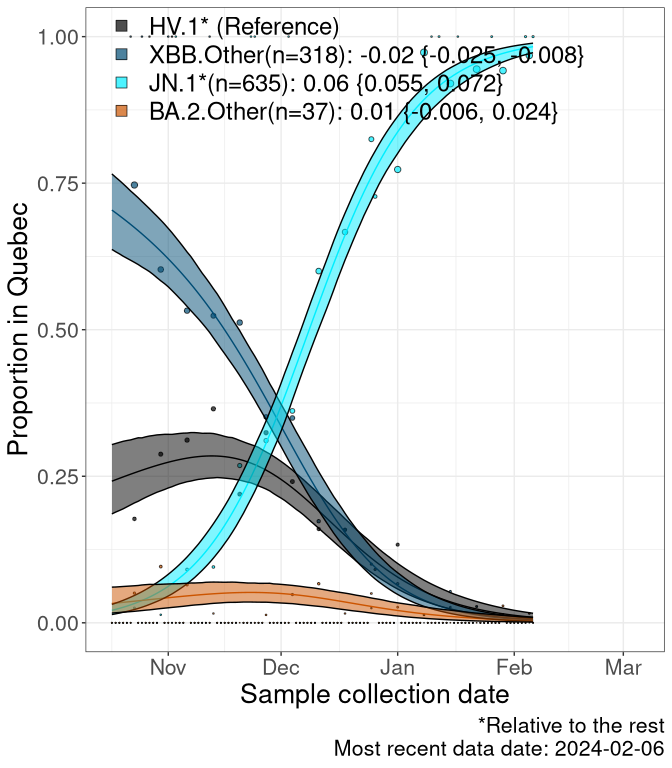 HV.1* (Reference)
XBB.Other(n=318): -0.02 {-0.025, -0.008}
JN.1*(n=635): 0.06 {0.055, 0.072}
BA.2.Other(n=37): 0.01 {-0.006, 0.024}
1.00
0.75
0.50
0.25
0.00
Proportion in Quebec
Nov Dec Jan Feb Mar
Sample collection date
*Relative to the rest
Most recent data date: 2024-02-06